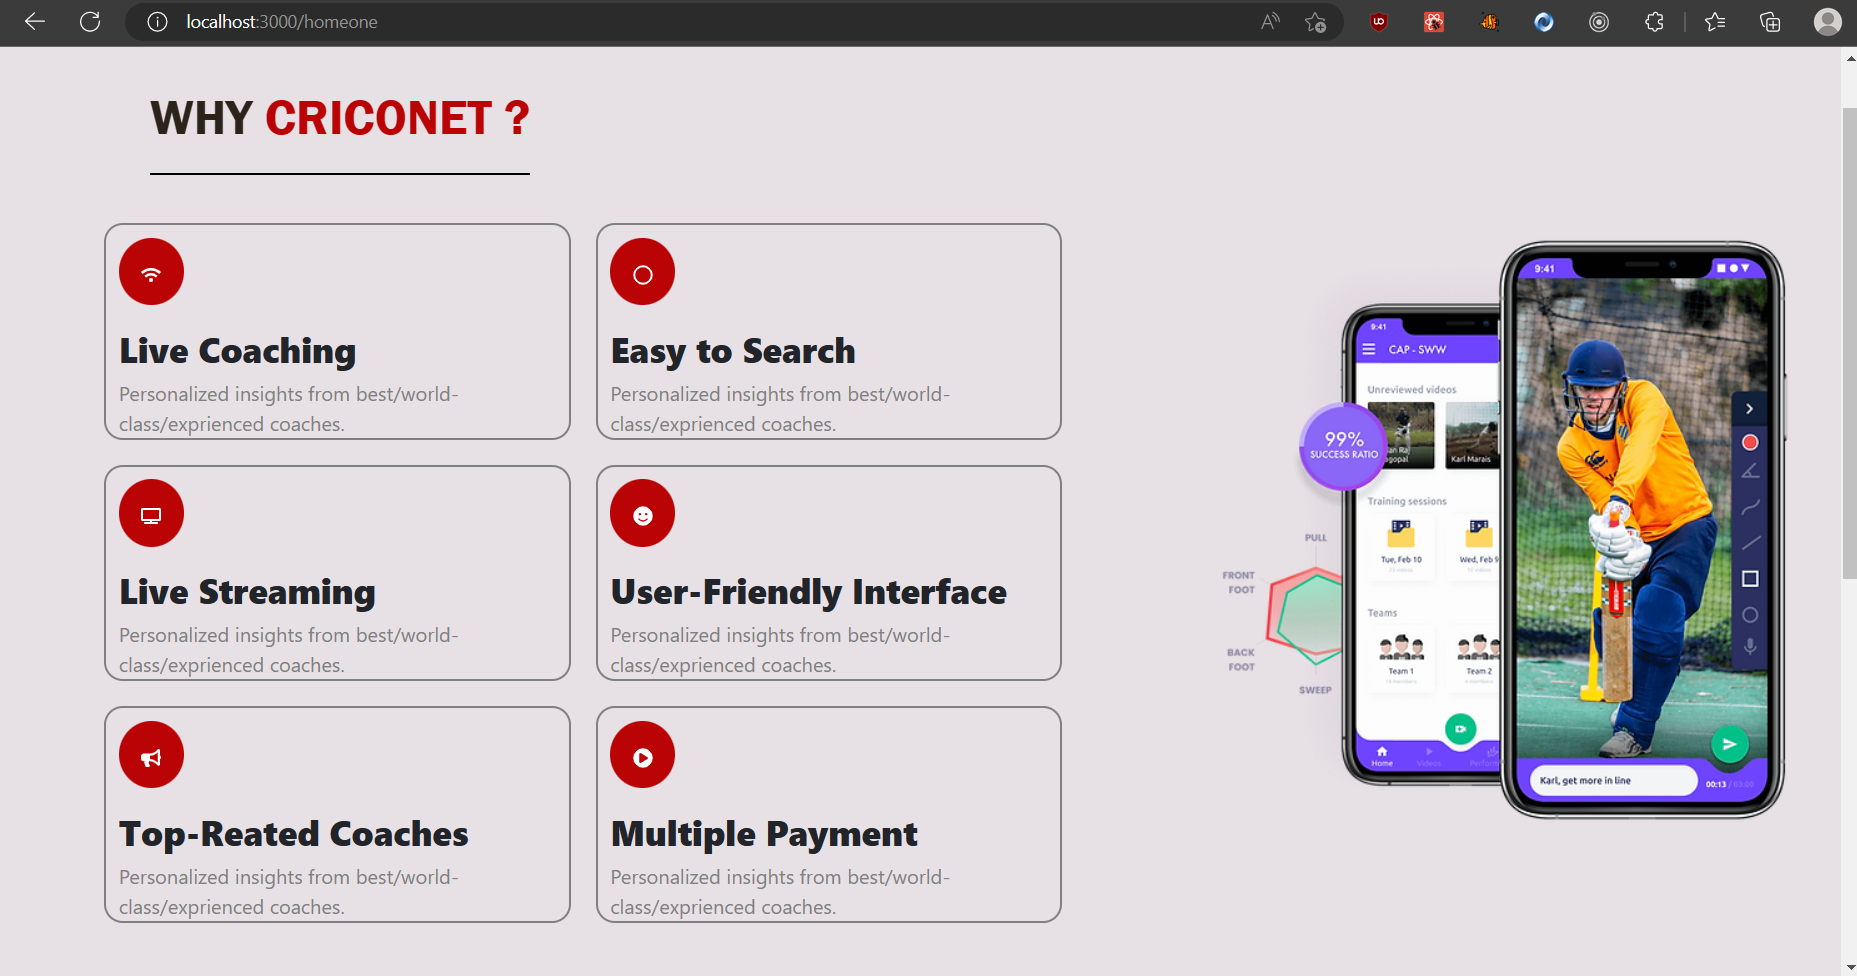 localhost:3000/homeone
WHY CRICONET ?
Live Coaching
Personalized insights from best/world-
class/exprienced coaches.
Easy to Search
Personalized insights from best/world-
class/exprienced coaches.
Live Streaming
Personalized insights from best/world-
class/exprienced coaches.
User-Friendly Interface
Personalized insights from best/world-
class/exprienced coaches.
Top-Reated Coaches
Personalized insights from best/world-
class/exprienced coaches.
Multiple Payment
Personalized insights from best/world-
class/exprienced coaches.
9:41
CAP - SWW
Unreviewed videos
Karl Marais
99%
SUCCESS RATIO
Training sessions
Tue, Feb 10
Wed, Feb 9
Teams
Team 1
Team 2
Home
Videos
PULL
FRONT
FOOT
BACK
FOOT
SWEEP
9:41
Karl, get more in line
00:13 / 03:00